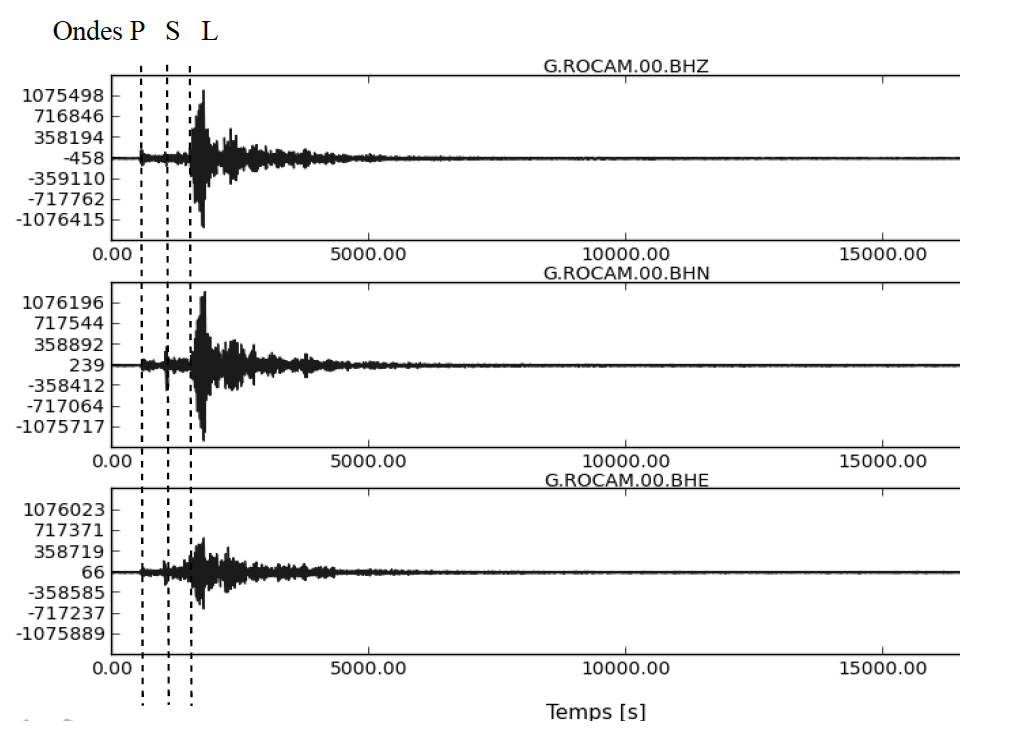 Ondes P S L
G.ROCAM.00.BHZ
1075498
716846
358194
-458
-359110
-717762
-1076415
0.00 5000.00 10000.00 15000.00
G.ROCAM.00.BHN
1076196
717544
358892
239
-358412
-717064
-1075717
0.00 5000.00 10000.00 15000.00
G.ROCAM.00.BHE
1076023
717371
358719
66
-358585
-717237
-1075889
0.00 5000.00 10000.00 15000.00
Temps [s]